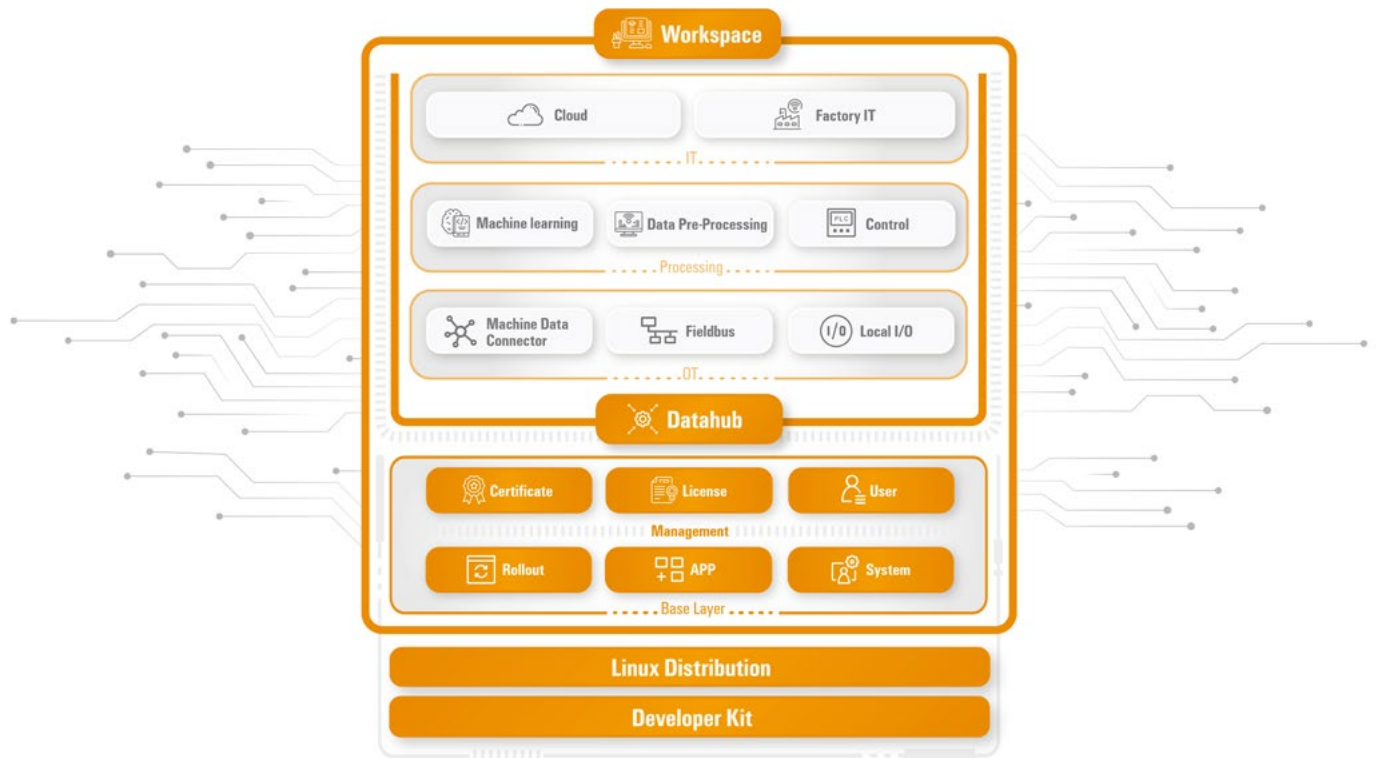 Workspace
Cloud
Factory IT
IT
Machine learning
Data Pre-Processing
PLC
Control
Processing
Machine Data
Connector
Fieldbus
I/O
Local I/O
OT
Datahub
Certificate
License
User
Management
Rollout
APP
System
Base Layer
Linux Distribution
Developer Kit